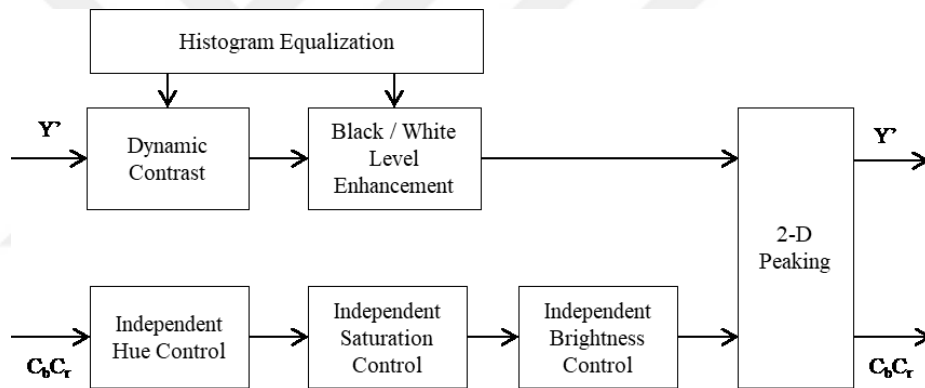 Histogram Equalization
Y’
Dynamic
Contrast
Black / White
Level
Enhancement
Y’
2-D
Peaking
Independent
Hue Control
Independent
Saturation
Control
Independent
Brightness
Control
CbCr
CbCr